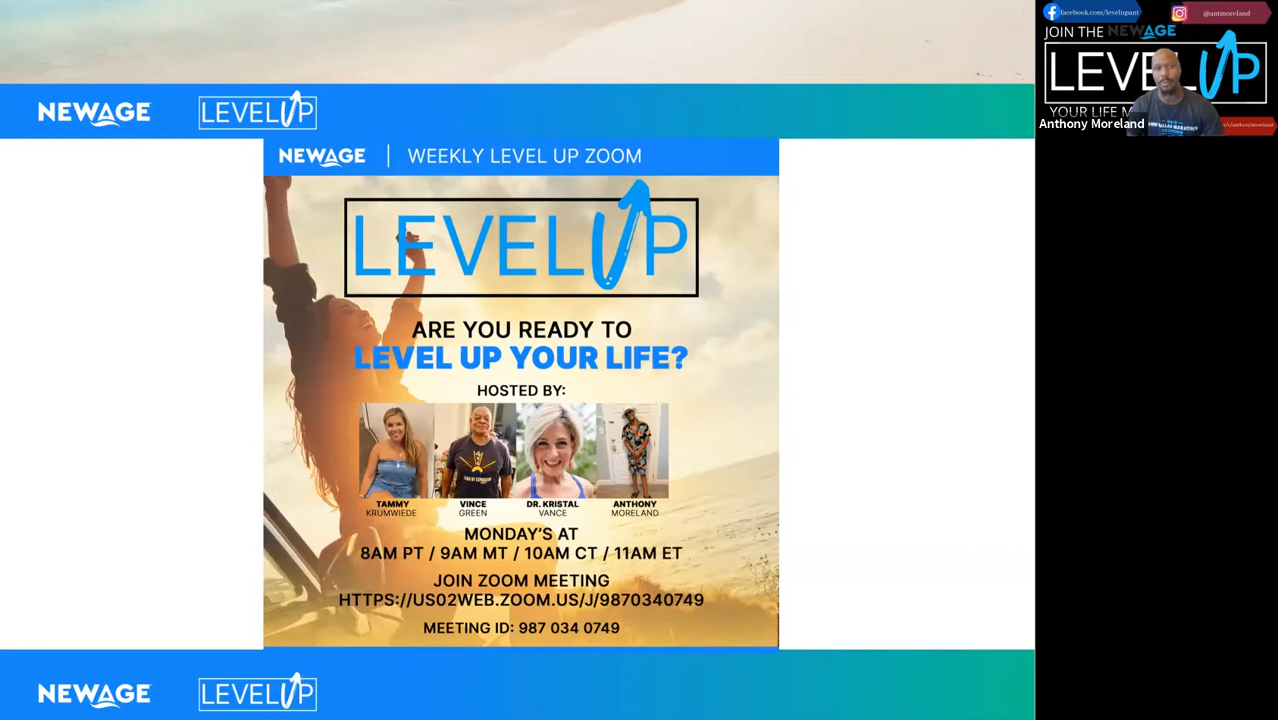 NEWAGE LEVELUP
NEWAGE | WEEKLY LEVEL UP ZOOM
LEVELUP
ARE YOU READY TO
LEVEL UP YOUR LIFE?
HOSTED BY:
TAMMY
KRUMWIEDE
VINCE
GREEN
DR. KRISTAL
VANCE
ANTHONY
MORELAND
MONDAY'S AT
8AM PT / 9AM MT / 10AM CT / 11AM ET
JOIN ZOOM MEETING
HTTPS://US02WEB.ZOOM.US/J/9870340749
MEETING ID: 987 034 0749
NEWAGE LEVELUP
facebook.com/levelupant
@antmoreland
JOIN THE NEWAGE
LEVELUP
YOUR LIFE
Anthony Moreland